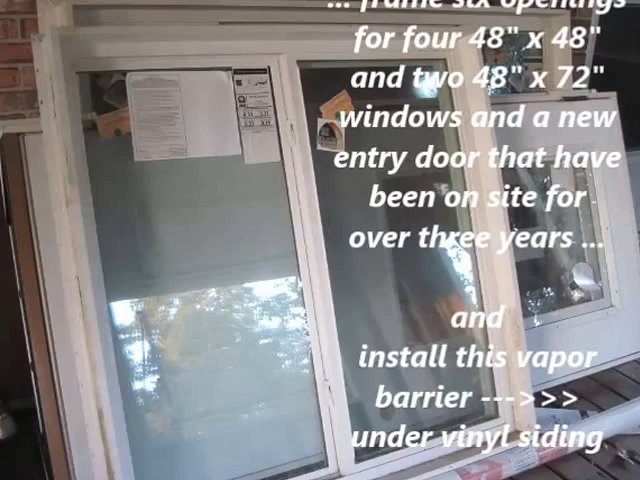 ... frame six openings
for four 48" x 48"
and two 48" x 72"
windows and a new
entry door that have
been on site for
over three years ...
and
install this vapor
barrier --->>>
under vinyl siding